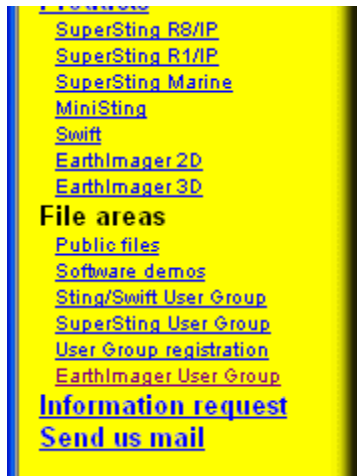 Products
SuperSting R8/IP
SuperSting R1/IP
SuperSting Marine
MiniSting
Swift
EarthImager 2D
EarthImager 3D
File areas
Public files
Software demos
Sting/Swift User Group
SuperSting User Group
User Group registration
EarthImager User Group
Information request
Send us mail